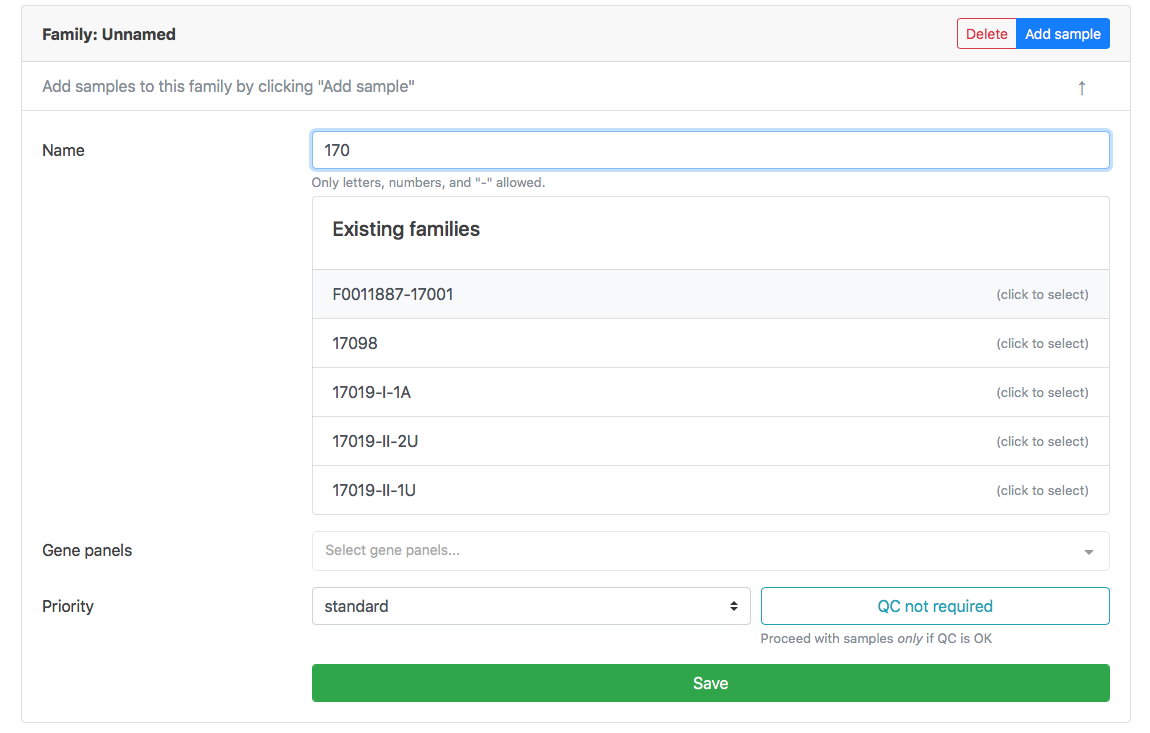 Family: Unnamed
Delete
Add sample
Add samples to this family by clicking "Add sample"
↑
Name
170
Only letters, numbers, and "-" allowed.
Existing families
F0011887-17001 (click to select)
17098 (click to select)
17019-I-1A (click to select)
17019-II-2U (click to select)
17019-II-1U (click to select)
Gene panels
Select gene panels...
Priority
standard
QC not required
Proceed with samples only if QC is OK
Save